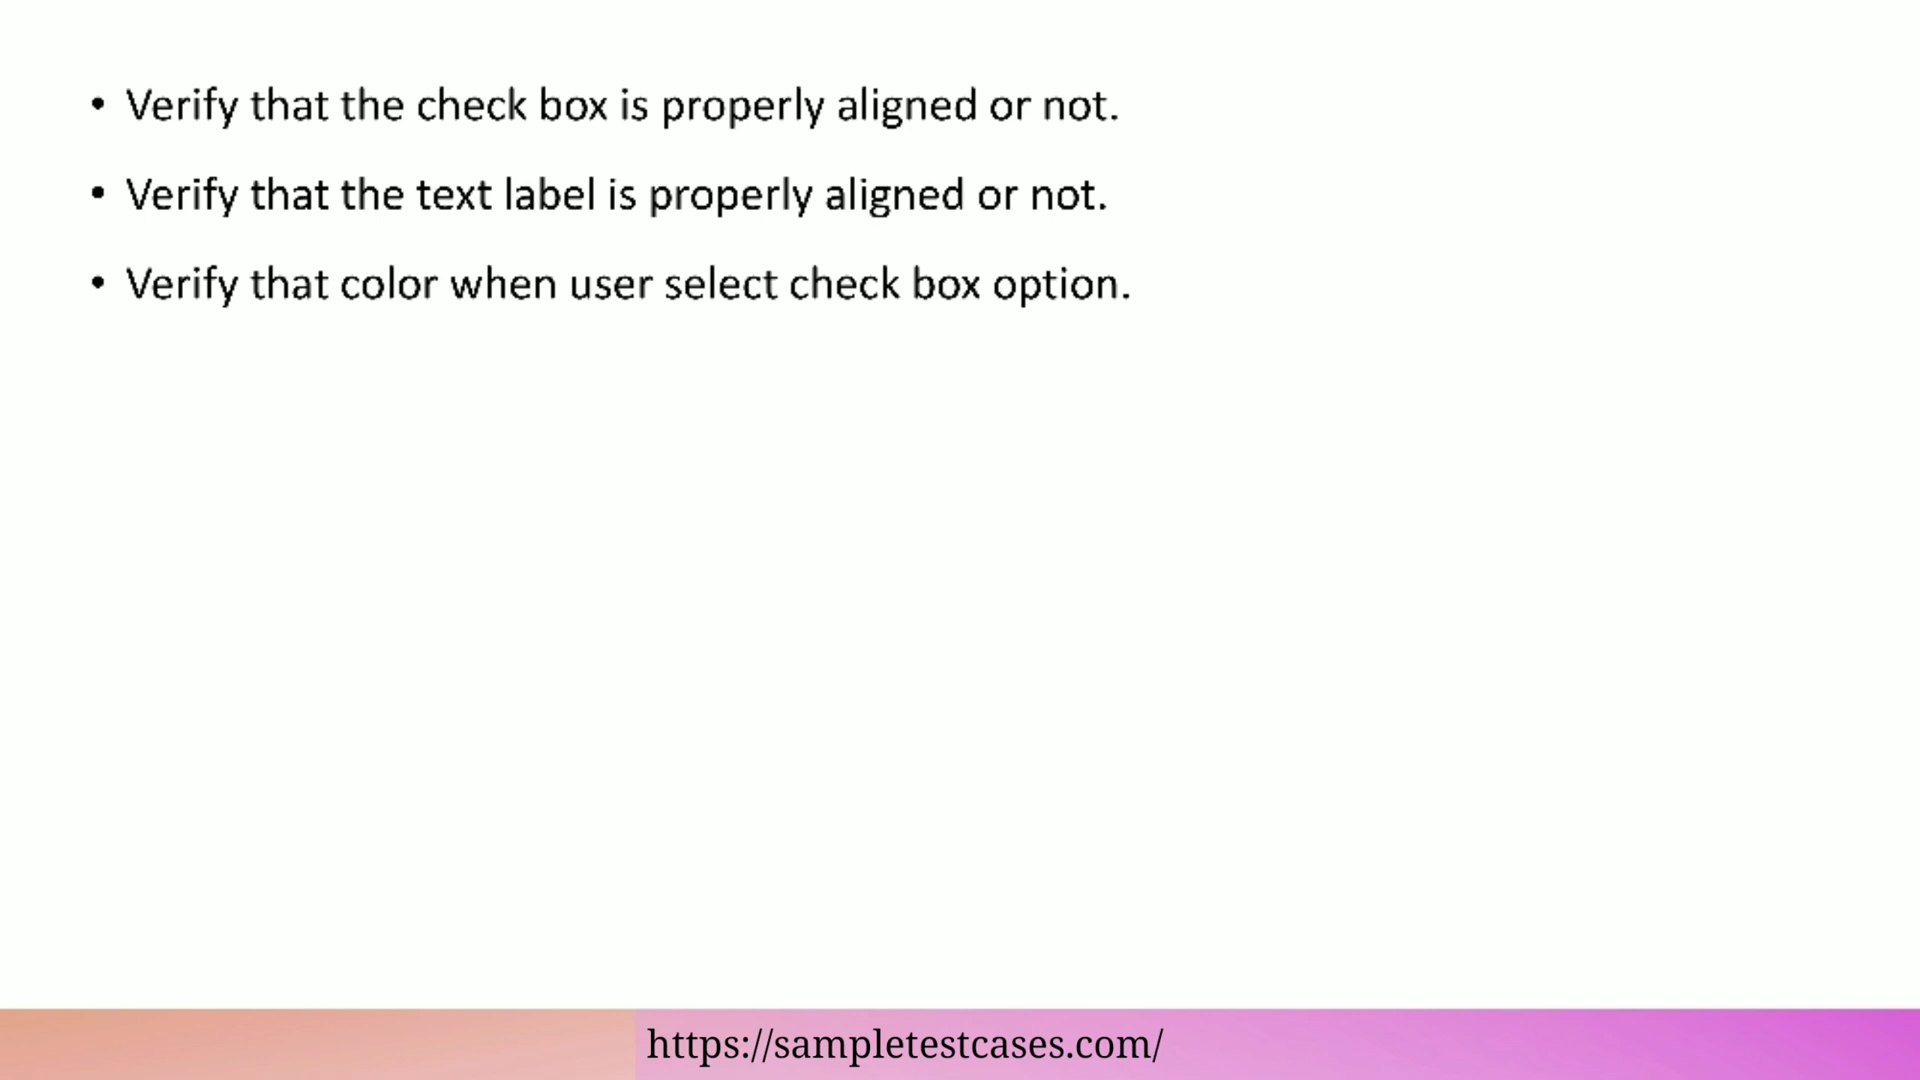 • Verify that the check box is properly aligned or not.
• Verify that the text label is properly aligned or not.
• Verify that color when user select check box option.
https://sampletestcases.com/